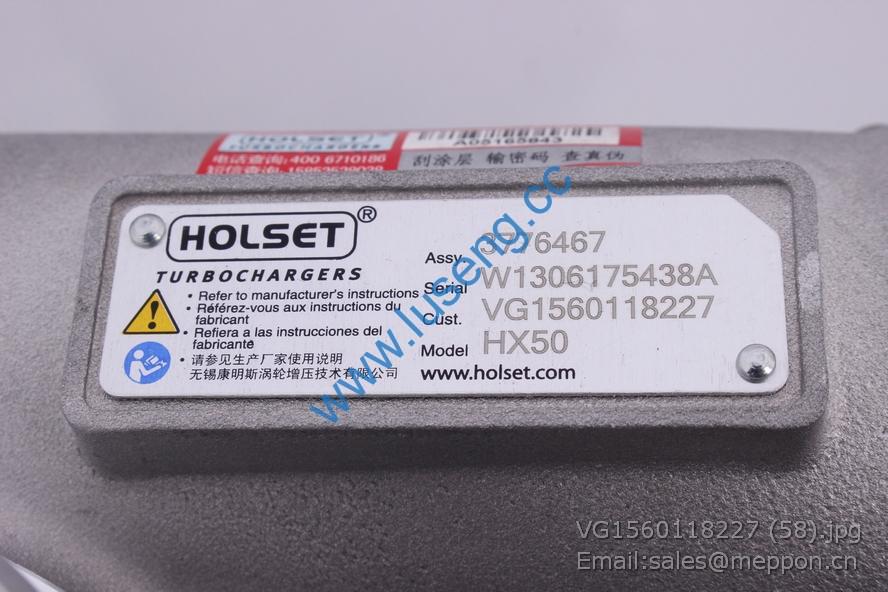 HOLSET
TURBOCHARGERS
A05165843
电话查询:400 6710186
刮涂层 输密码 查真伪
HOLSET®
TURBOCHARGERS
• Refer to manufacturer's instructions
• Référez-vous aux instructions du
fabricant
• Refiera a las instrucciones del
fabricanté
• 请参见生产厂家使用说明
无锡康明斯涡轮增压技术有限公司
Assy. 3776467
Serial W1306175438A
Cust. VG1560118227
Model HX50
www.holset.com
www.luseng.cc
VG1560118227 (58).jpg
Email:sales@meppon.cn